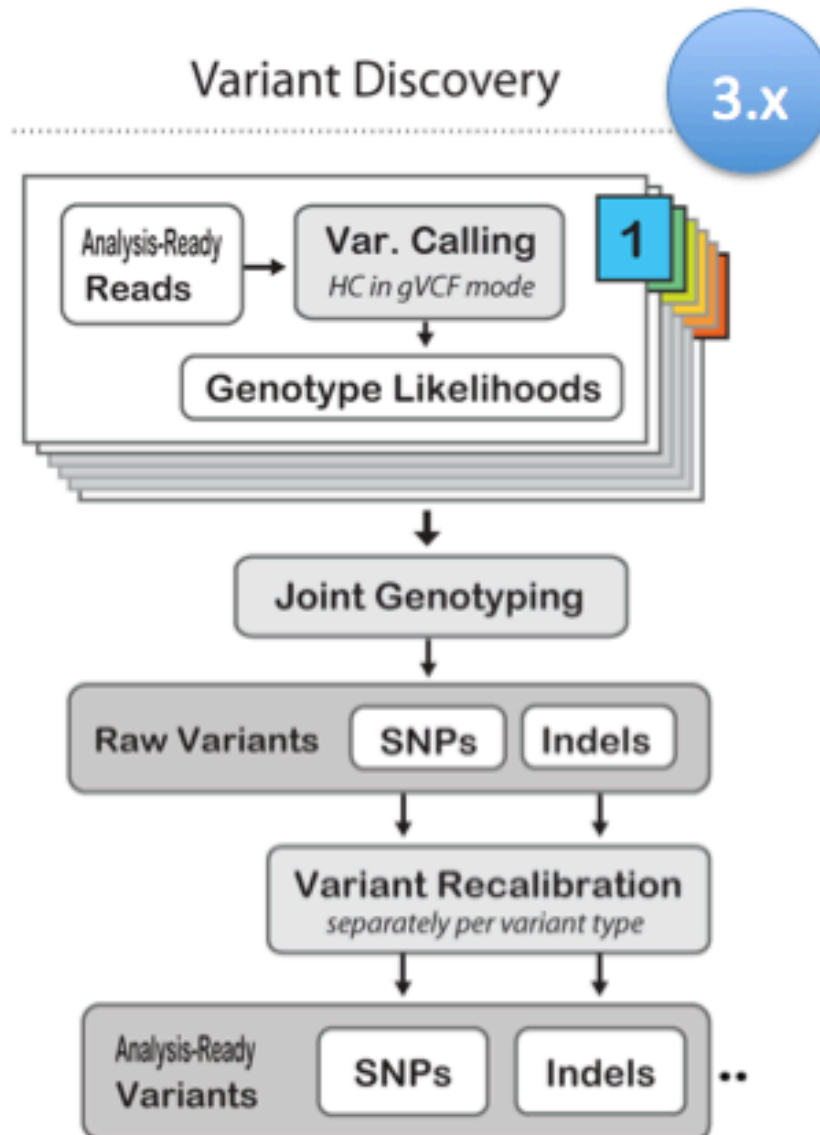 Variant Discovery
3.x
Analysis-Ready
Reads
Var. Calling
HC in gVCF mode
1
Genotype Likelihoods
Joint Genotyping
Raw Variants
SNPs
Indels
Variant Recalibration
separately per variant type
Analysis-Ready
Variants
SNPs
Indels
..